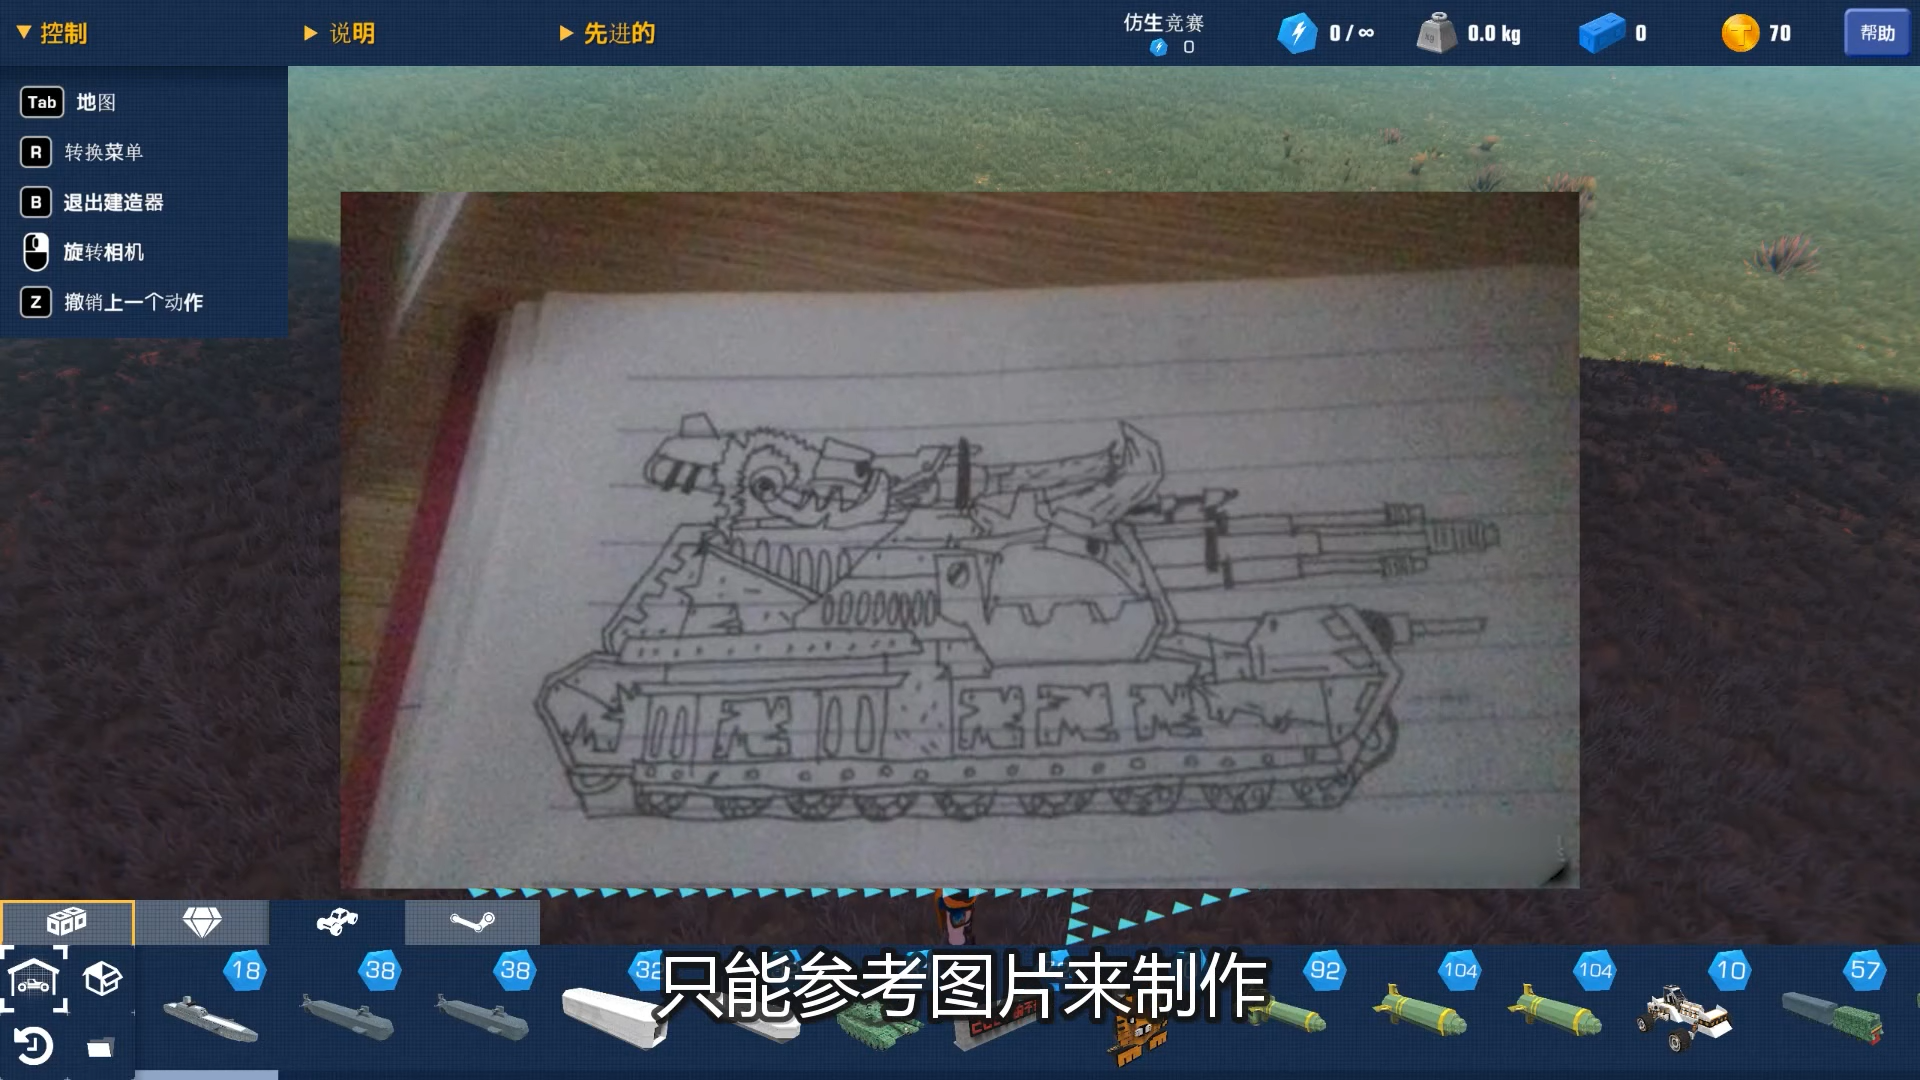 控制
说明
先进的
仿生竞赛
0
0 / ∞
kg
0.0 kg
0
T
70
帮助
Tab 地图
R 转换菜单
B 退出建造器
旋转相机
Z 撤销上一个动作
18
38
38
32
92
104
104
10
57
只能参考图片来制作